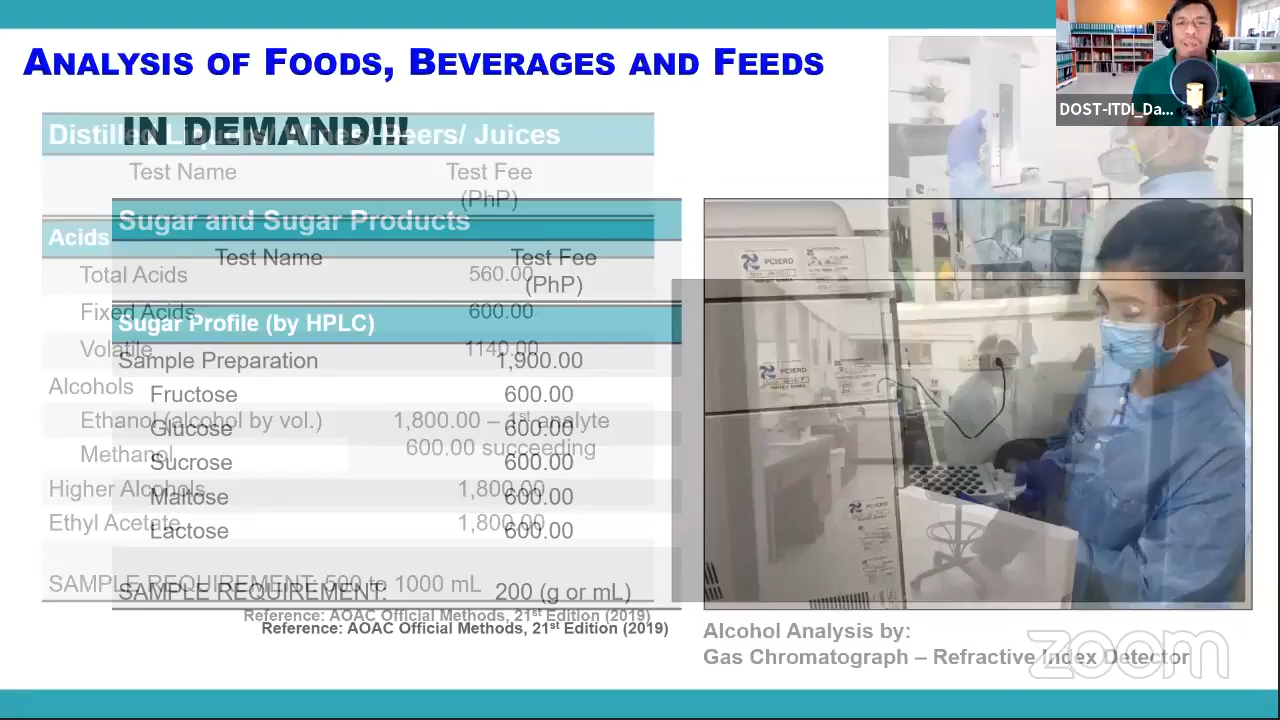 ANALYSIS OF FOODS, BEVERAGES AND FEEDS
DOST-ITDI_Da...
IN DEMAND!!!
Distilled Liquors/ Wines/ Beers/ Juices
Test Name Test Fee
(PhP)
Acids
Total Acids 560.00
Fixed Acids 600.00
Volatile 1140.00
Alcohols
Ethanol (alcohol by vol.) 1,800.00 – 1st analyte
Methanol 600.00 succeeding
Higher Alcohols 1,800.00
Ethyl Acetate 1,800.00
SAMPLE REQUIREMENT: 500 to 1000 mL
Reference: AOAC Official Methods, 21st Edition (2019)
Sugar and Sugar Products
Test Name Test Fee
(PhP)
Sugar Profile (by HPLC)
Sample Preparation 1,900.00
Fructose 600.00
Glucose 600.00
Sucrose 600.00
Maltose 600.00
Lactose 600.00
SAMPLE REQUIREMENT: 200 (g or mL)
Reference: AOAC Official Methods, 21st Edition (2019)
PCIERD
PCIERD
PCIERD
Alcohol Analysis by:
Gas Chromatograph – Refractive Index Detector
zoom